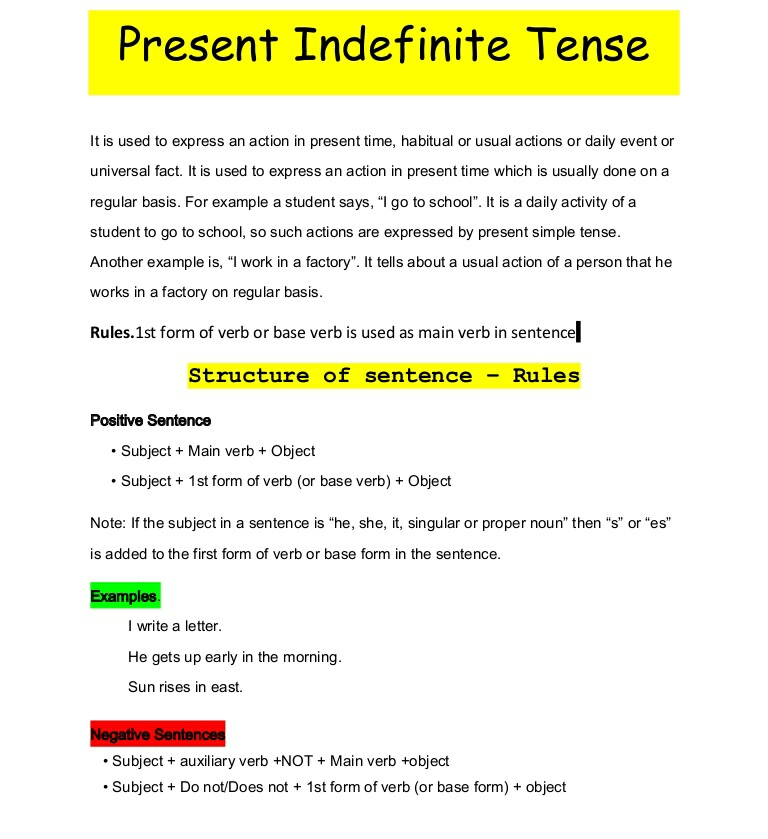 Present Indefinite Tense
It is used to express an action in present time, habitual or usual actions or daily event or
universal fact. It is used to express an action in present time which is usually done on a
regular basis. For example a student says, “I go to school”. It is a daily activity of a
student to go to school, so such actions are expressed by present simple tense.
Another example is, “I work in a factory”. It tells about a usual action of a person that he
works in a factory on regular basis.
Rules.1st form of verb or base verb is used as main verb in sentence
Structure of sentence – Rules
Positive Sentence
• Subject + Main verb + Object
• Subject + 1st form of verb (or base verb) + Object
Note: If the subject in a sentence is “he, she, it, singular or proper noun” then “s” or “es”
is added to the first form of verb or base form in the sentence.
Examples.
I write a letter.
He gets up early in the morning.
Sun rises in east.
Negative Sentences
• Subject + auxiliary verb +NOT + Main verb +object
• Subject + Do not/Does not + 1st form of verb (or base form) + object